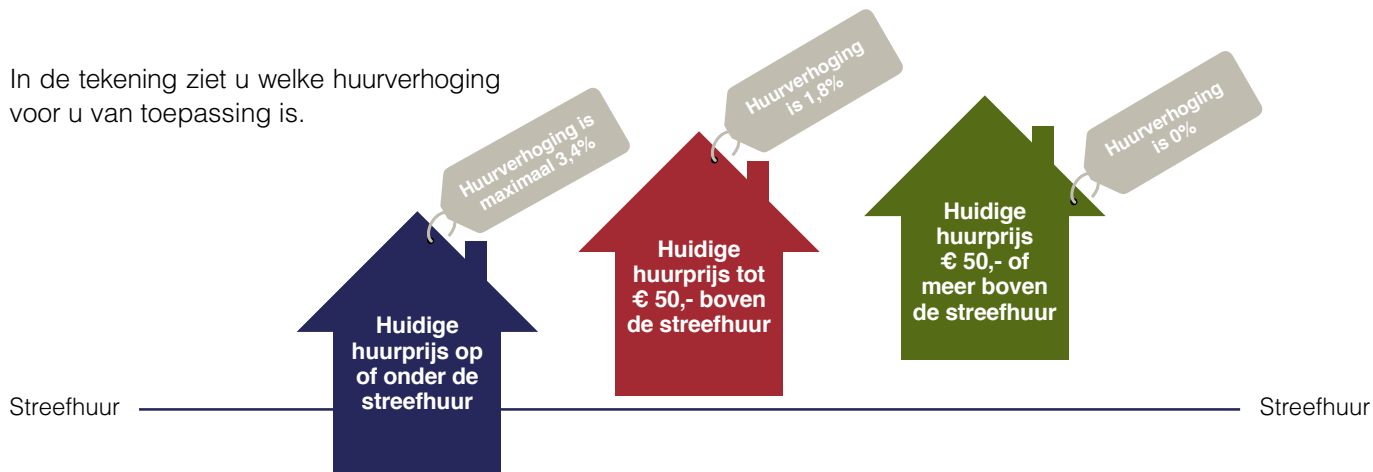 In de tekening ziet u welke huurverhoging
voor u van toepassing is.
Huurverhoging is
maximaal 3,4%
Huurverhoging
is 1,8%
Huurverhoging
is 0%
Huidige
huurprijs op
of onder de
streefhuur
Huidige
huurprijs tot
€ 50,- boven
de streefhuur
Huidige
huurprijs
€ 50,- of
meer boven
de streefhuur
Streefhuur
Streefhuur